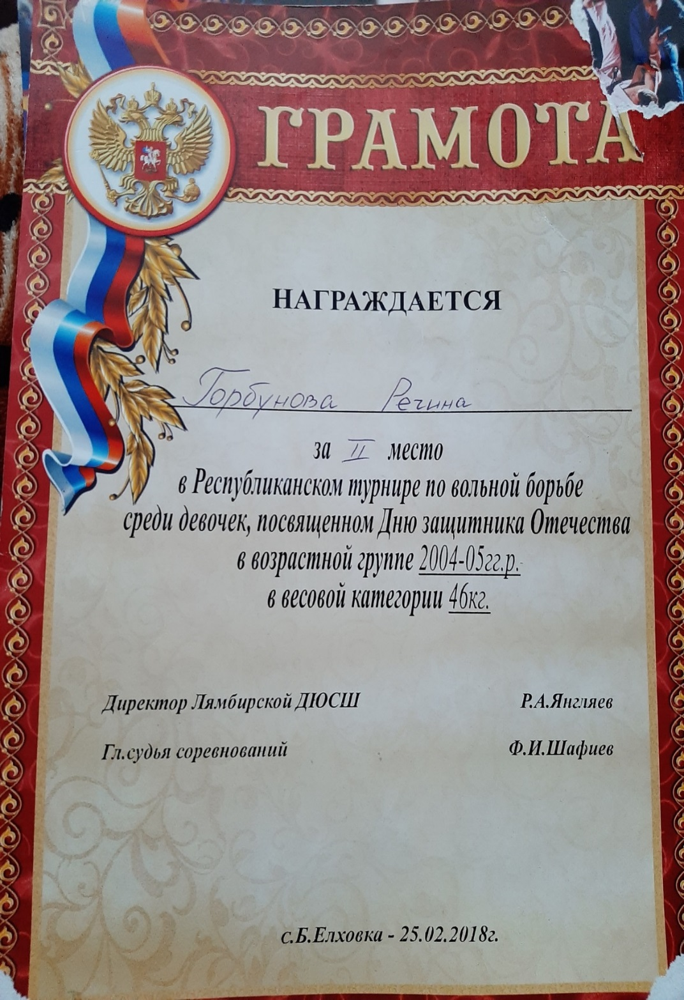 ГРАМОТА
НАГРАЖДАЕТСЯ
Горбунова Регина
за II место
в Республиканском турнире по вольной борьбе
среди девочек, посвященном Дню защитника Отечества
в возрастной группе 2004-05гг.р.
в весовой категории 46кг.
Директор Лямбирской ДЮСШ Р.А.Янгляев
Гл.судья соревнований Ф.И.Шафиев
с.Б.Елховка - 25.02.2018г.